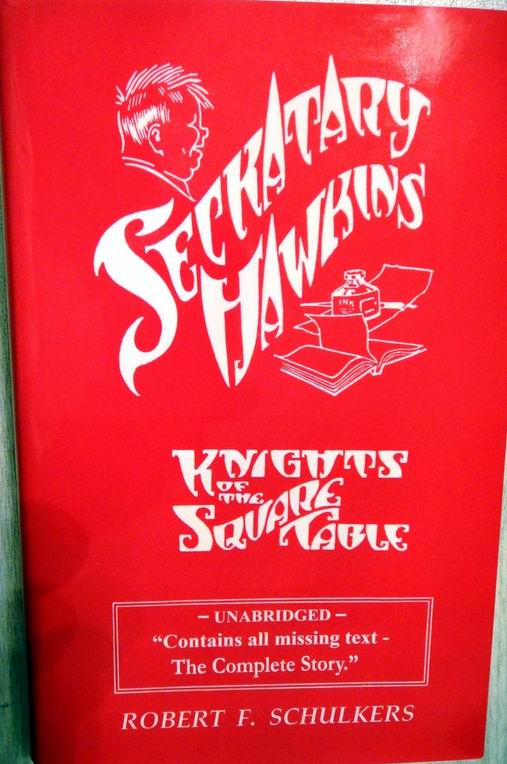 SECKATARY
HAWKINS
INK
KNIGHTS
OF
THE
SQUARE
TABLE
– UNABRIDGED –
"Contains all missing text -
The Complete Story."
ROBERT F. SCHULKERS